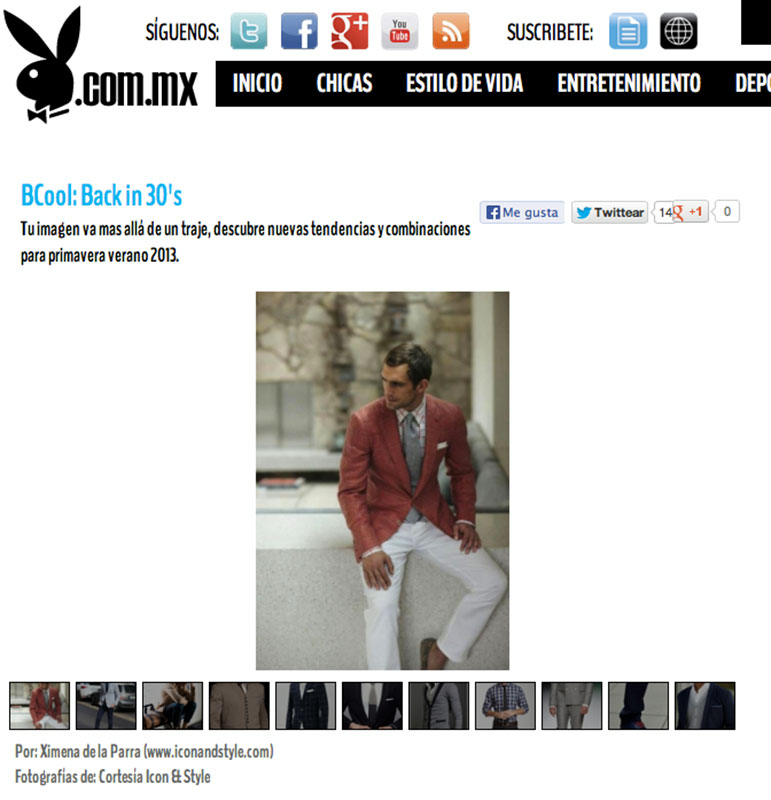 SÍGUENOS:
You
Tube
SUSCRIBETE:
.com.mx
INICIO CHICAS ESTILO DE VIDA ENTRETENIMIENTO DEPO
BCool: Back in 30's
Me gusta Twittear 14 +1 0
Tu imagen va mas allá de un traje, descubre nuevas tendencias y combinaciones
para primavera verano 2013.
Por: Ximena de la Parra (www.iconandstyle.com)
Fotografías de: Cortesía Icon & Style